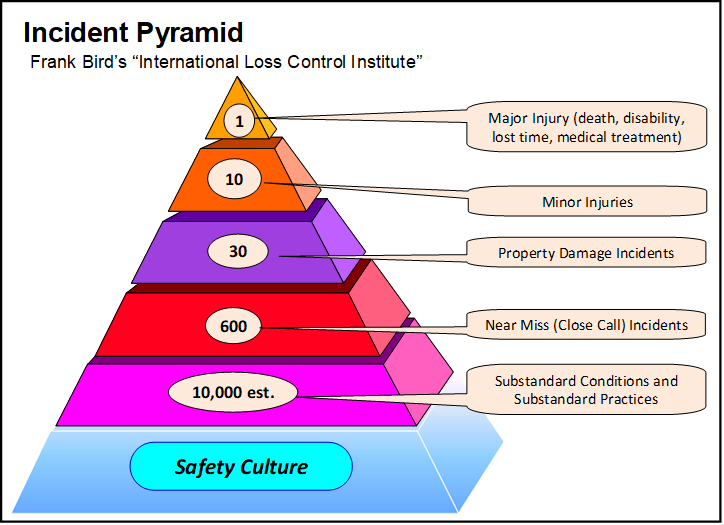 Incident Pyramid
Frank Bird’s “International Loss Control Institute”
1
Major Injury (death, disability,
lost time, medical treatment)
10
Minor Injuries
30
Property Damage Incidents
600
Near Miss (Close Call) Incidents
10,000 est.
Substandard Conditions and
Substandard Practices
Safety Culture